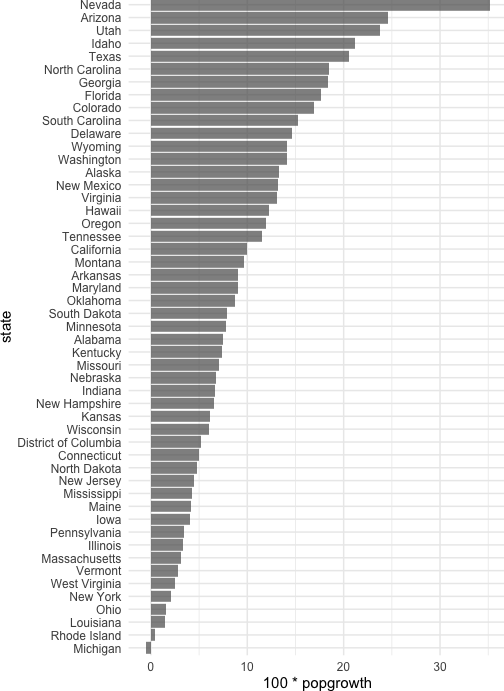 Nevada
Arizona
Utah
Idaho
Texas
North Carolina
Georgia
Florida
Colorado
South Carolina
Delaware
Wyoming
Washington
Alaska
New Mexico
Virginia
Hawaii
Oregon
Tennessee
California
Montana
Arkansas
Maryland
Oklahoma
South Dakota
Minnesota
Alabama
Kentucky
Missouri
Nebraska
Indiana
New Hampshire
Kansas
Wisconsin
District of Columbia
Connecticut
North Dakota
New Jersey
Mississippi
Maine
Iowa
Pennsylvania
Illinois
Massachusetts
Vermont
West Virginia
New York
Ohio
Louisiana
Rhode Island
Michigan
state
0 10 20 30
100 * popgrowth